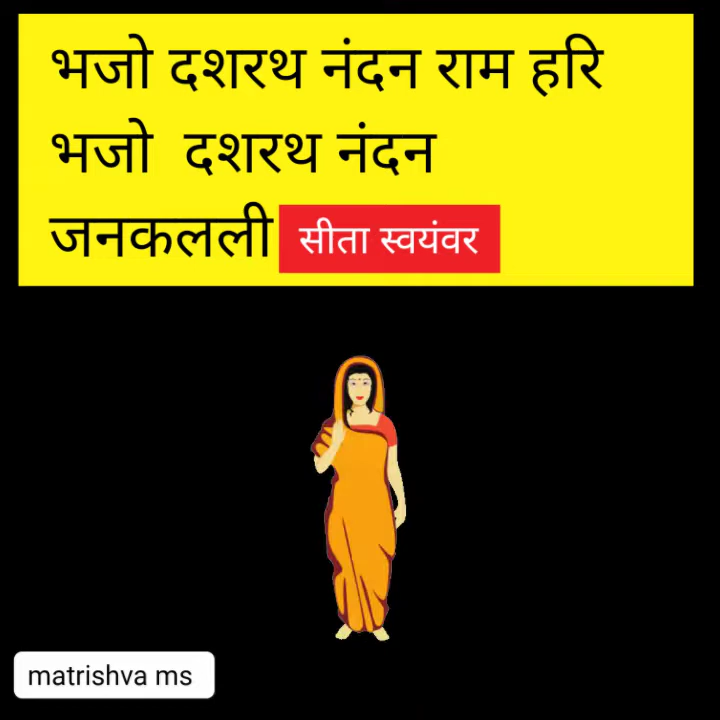 भजो दशरथ नंदन राम हरि
भजो दशरथ नंदन
जनकलली सीता स्वयंवर
matrishva ms